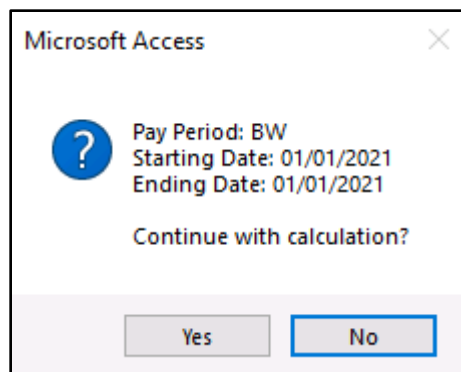 Microsoft Access
?
Pay Period: BW
Starting Date: 01/01/2021
Ending Date: 01/01/2021
Continue with calculation?
Yes
No